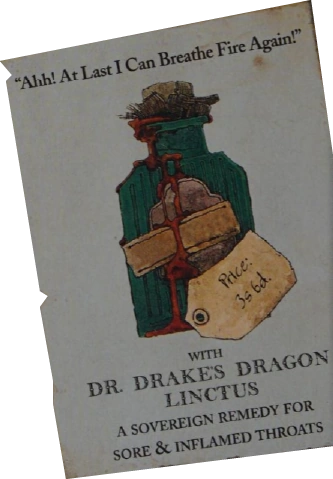 "Ahh! At Last I Can Breathe Fire Again!"
Price:
3s 6d.
WITH
DR. DRAKE'S DRAGON
LINCTUS
A SOVEREIGN REMEDY FOR
SORE & INFLAMED THROATS